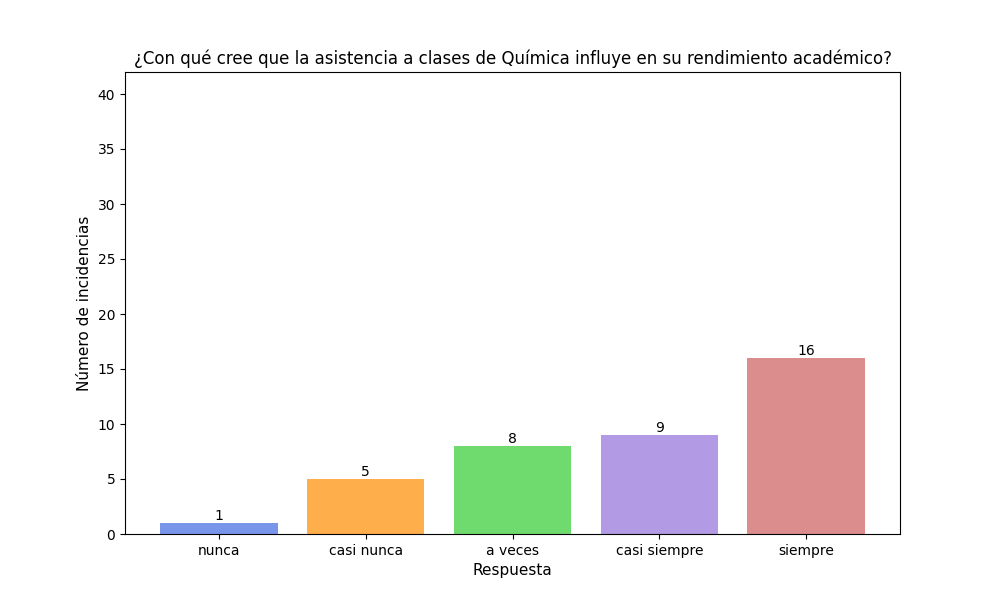 ¿Con qué cree que la asistencia a clases de Química influye en su rendimiento académico?
40
35
30
25
20
15
10
5
0
Número de incidencias
1
5
8
9
16
nunca
casi nunca
a veces
casi siempre
siempre
Respuesta